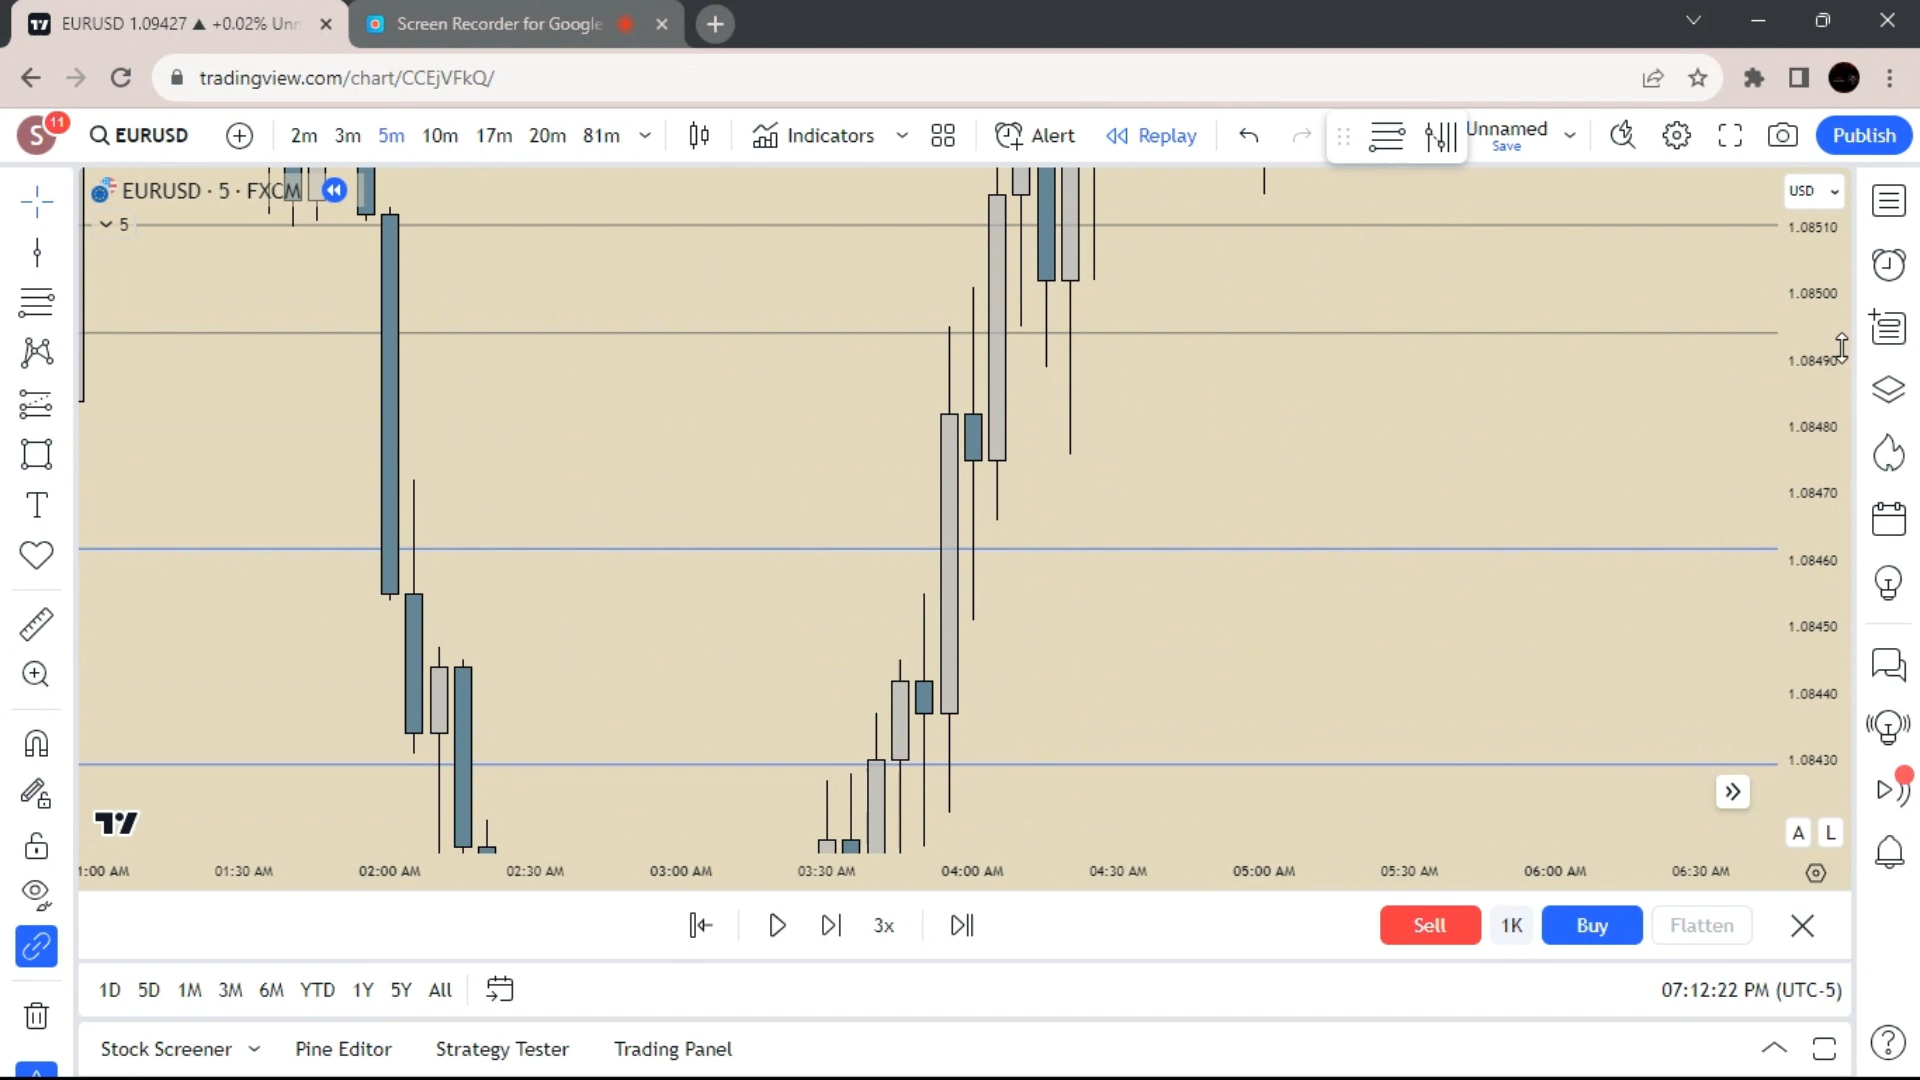 EURUSD 1.09427 ▲ +0.02% Unn
Screen Recorder for Google
tradingview.com/chart/CCEjVFkQ/
S
11
EURUSD
2m 3m 5m 10m 17m 20m 81m
Indicators
Alert
Replay
Unnamed
Save
Publish
EURUSD · 5 · FXCM
5
USD
1.08510
1.08500
1.08490
1.08480
1.08470
1.08460
1.08450
1.08440
1.08430
A L
1:00 AM 01:30 AM 02:00 AM 02:30 AM 03:00 AM 03:30 AM 04:00 AM 04:30 AM 05:00 AM 05:30 AM 06:00 AM 06:30 AM
3x
Sell 1K Buy Flatten
1D 5D 1M 3M 6M YTD 1Y 5Y All
07:12:22 PM (UTC-5)
Stock Screener Pine Editor Strategy Tester Trading Panel